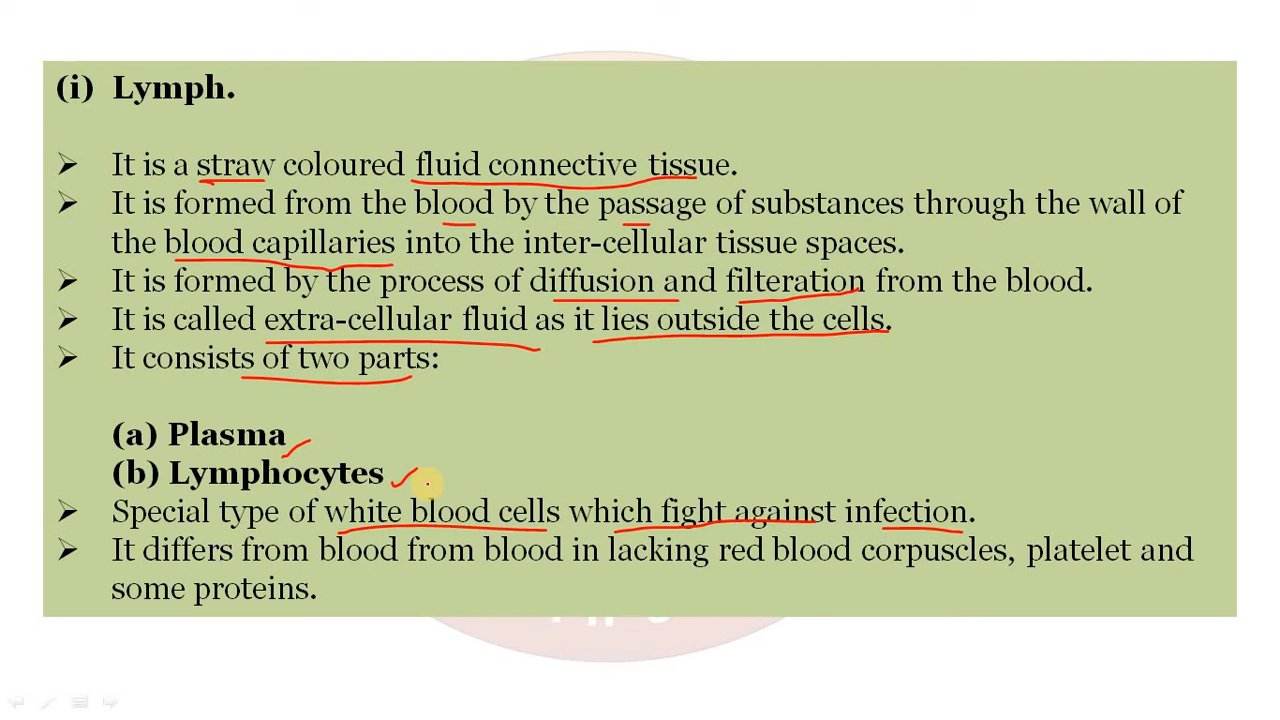 (i) Lymph.
➢ It is a straw coloured fluid connective tissue.
➢ It is formed from the blood by the passage of substances through the wall of
the blood capillaries into the inter-cellular tissue spaces.
➢ It is formed by the process of diffusion and filteration from the blood.
➢ It is called extra-cellular fluid as it lies outside the cells.
➢ It consists of two parts:
(a) Plasma
(b) Lymphocytes
➢ Special type of white blood cells which fight against infection.
➢ It differs from blood from blood in lacking red blood corpuscles, platelet and
some proteins.